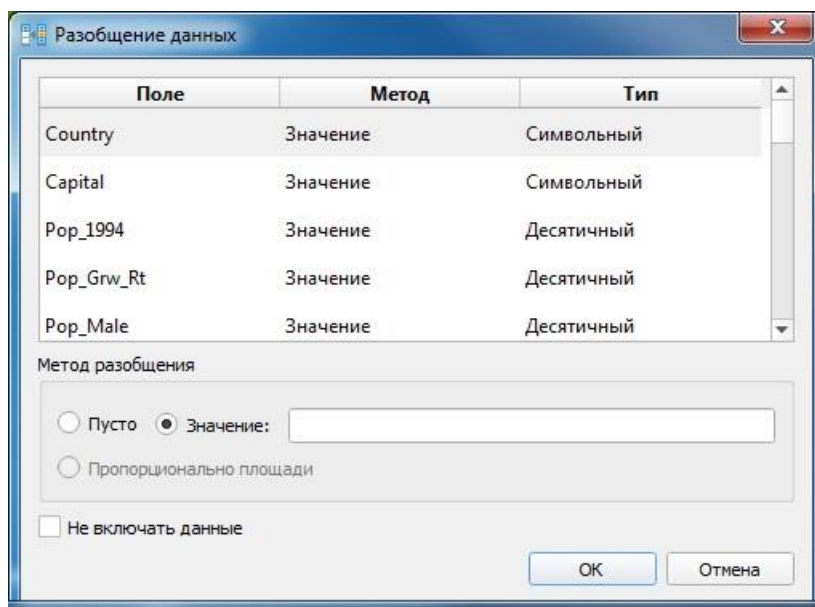 Разобщение данных
Поле Метод Тип
Country Значение Символьный
Capital Значение Символьный
Pop_1994 Значение Десятичный
Pop_Grw_Rt Значение Десятичный
Pop_Male Значение Десятичный
Метод разобщения
Пусто Значение:
Пропорционально площади
Не включать данные
ОК Отмена